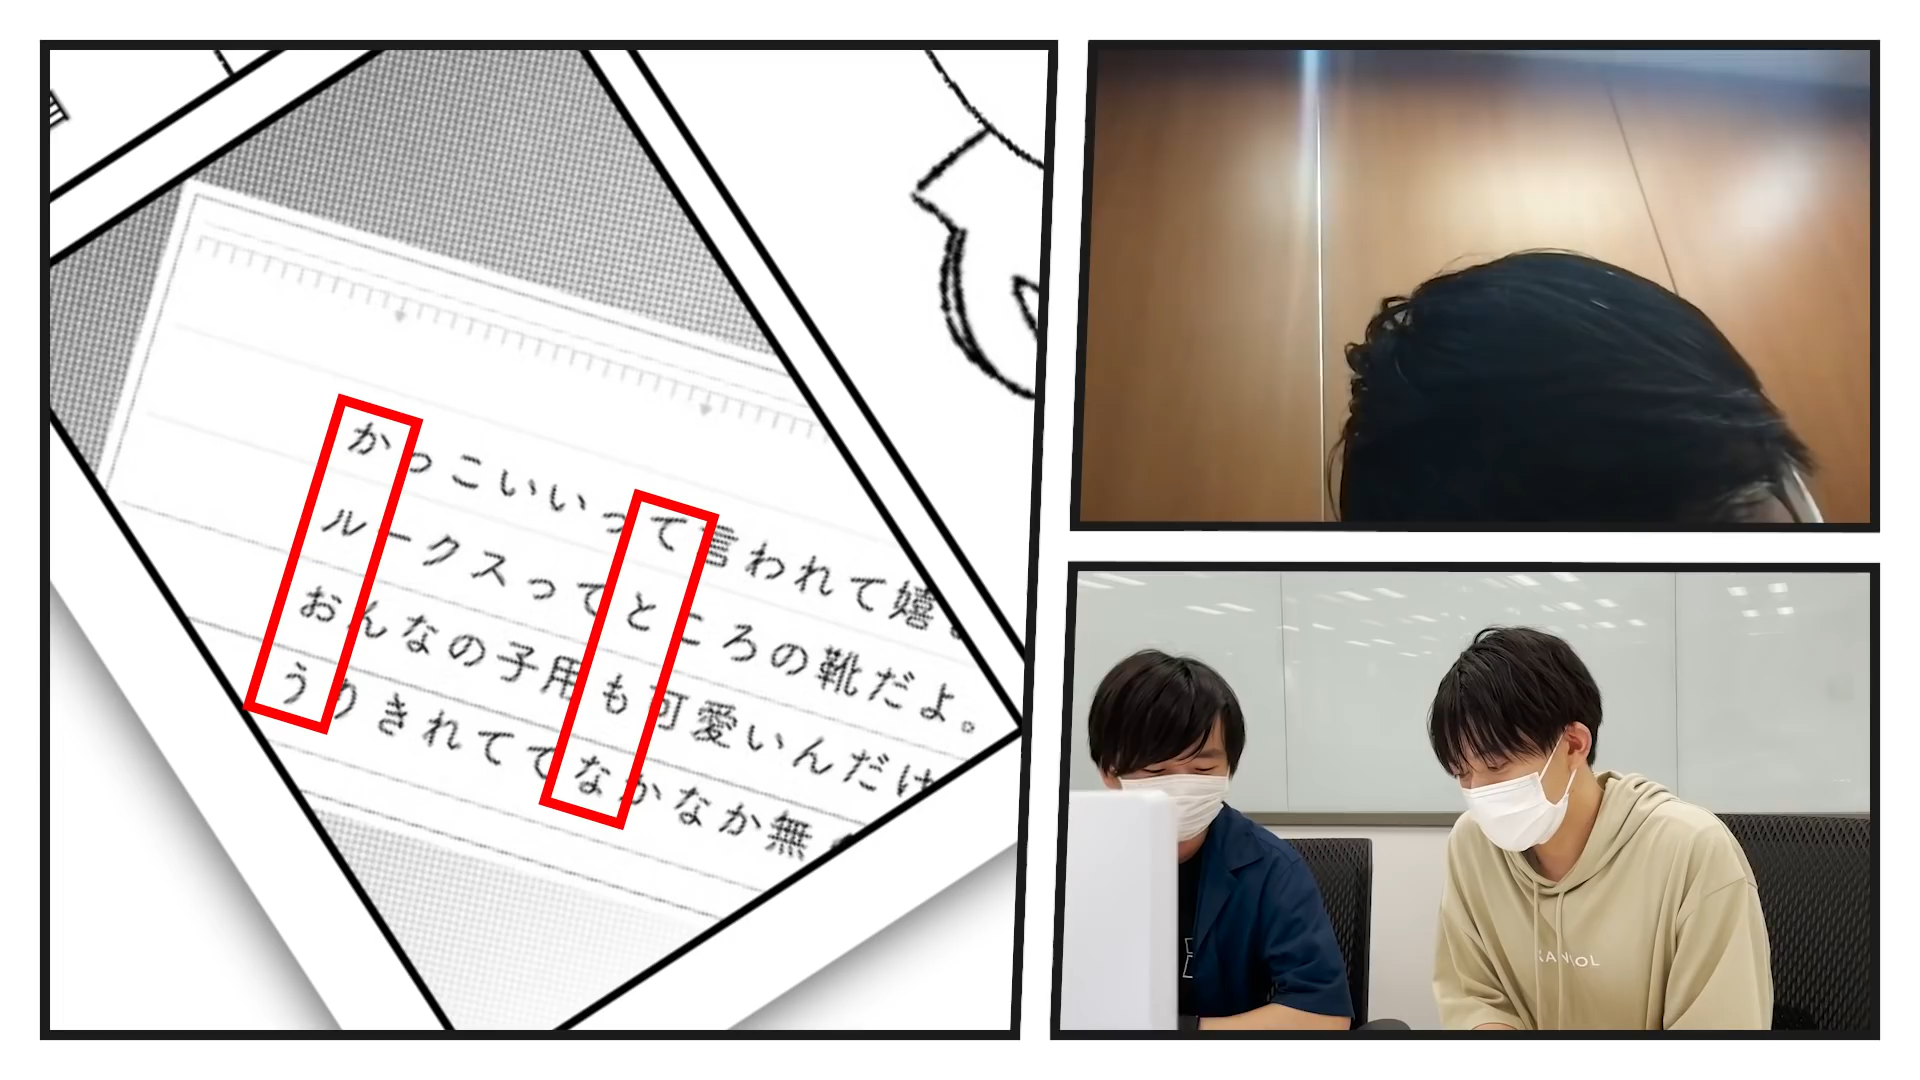 かっこいいって言われて嬉
ルークスってところの靴だよ。
おんなの子用も可愛いんだけ
うりきれててなかなか無